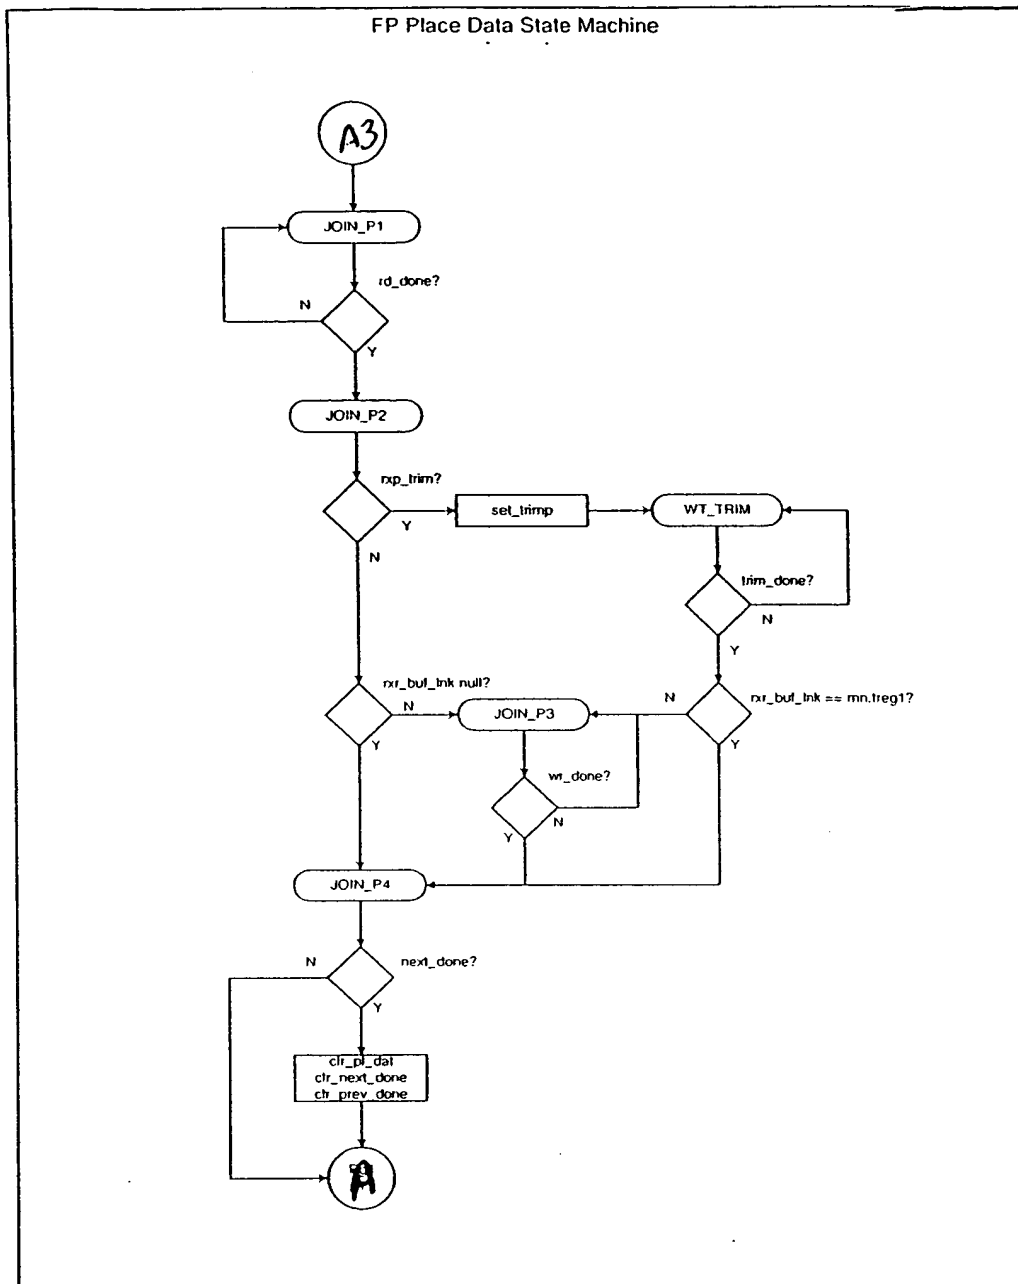 FP Place Data State Machine
A3
JOIN_P1
rd_done?
N
Y
JOIN_P2
rxp_trim?
Y
set_trimp
WT_TRIM
N
trim_done?
N
Y
rxr_buf_lnk null?
N
JOIN_P3
N
rxr_buf_lnk == mn.treg1?
Y
Y
wr_done?
Y
N
JOIN_P4
N
next_done?
Y
clr_pl_dat
clr_next_done
clr_prev_done
A